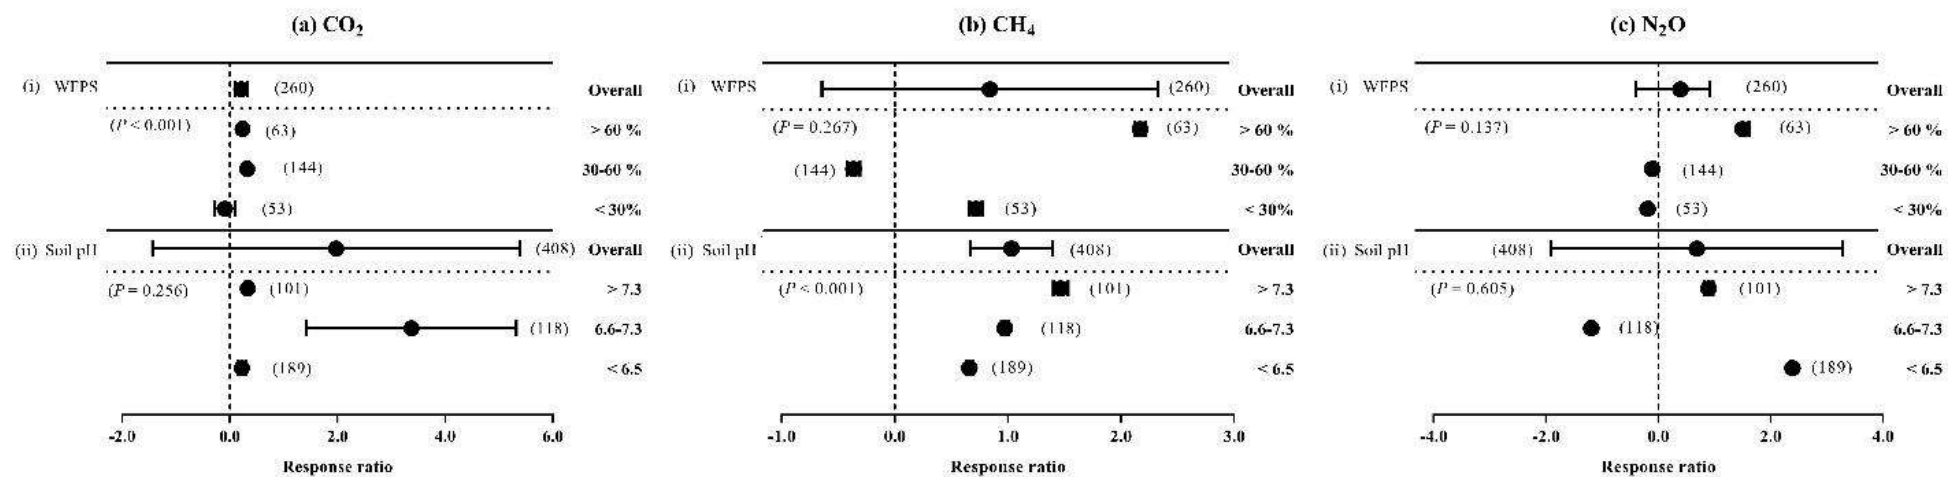 (a) CO₂
(i) WFPS (260) Overall
(P < 0.001) (63) > 60 %
(144) 30-60 %
(53) < 30%
(ii) Soil pH (408) Overall
(P = 0.256) (101) > 7.3
(118) 6.6-7.3
(189) < 6.5
-2.0 0.0 2.0 4.0 6.0
Response ratio
(b) CH₄
(i) WFPS (260) Overall
(P = 0.267) (63) > 60 %
(144) 30-60 %
(53) < 30%
(ii) Soil pH (408) Overall
(P < 0.001) (101) > 7.3
(118) 6.6-7.3
(189) < 6.5
-1.0 0.0 1.0 2.0 3.0
Response ratio
(c) N₂O
(i) WFPS (260) Overall
(P = 0.137) (63) > 60 %
(144) 30-60 %
(53) < 30%
(ii) Soil pH (408) Overall
(P = 0.605) (101) > 7.3
(118) 6.6-7.3
(189) < 6.5
-4.0 -2.0 0.0 2.0 4.0
Response ratio